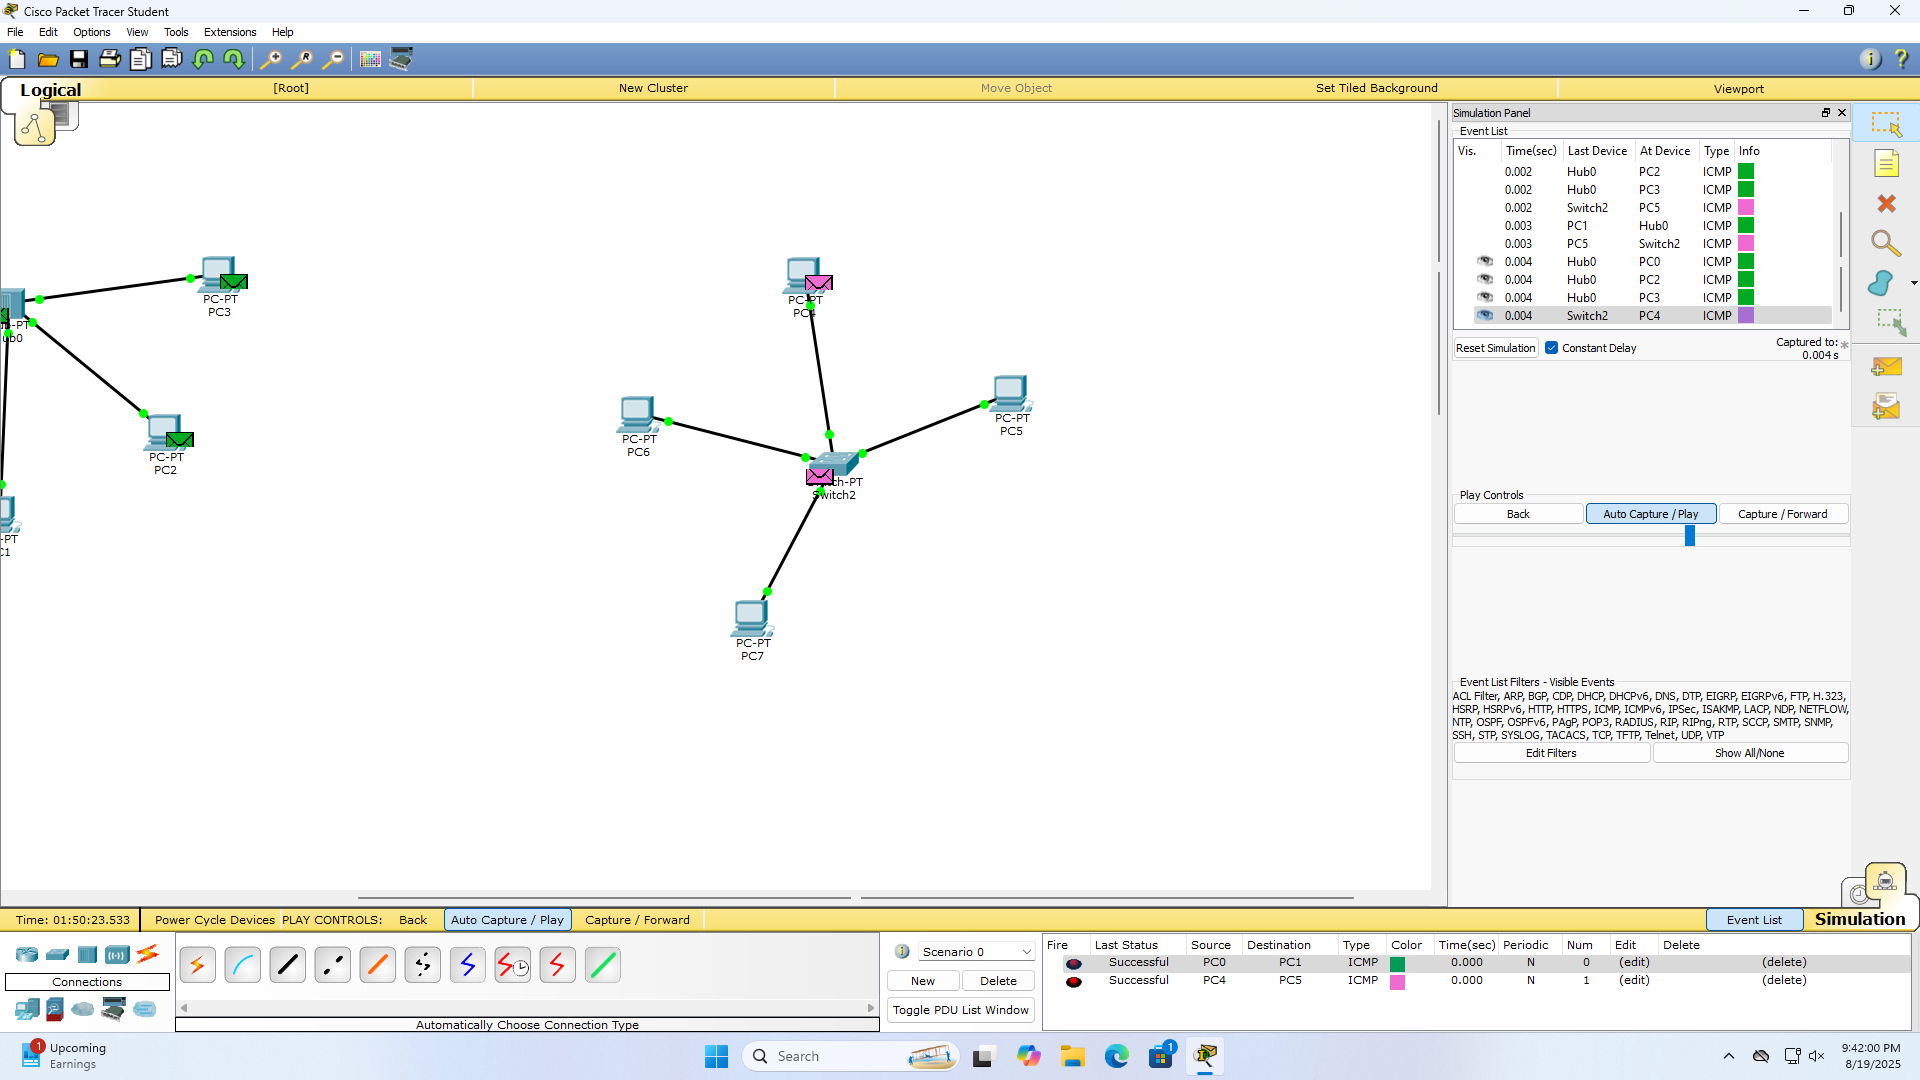 Cisco Packet Tracer Student
File Edit Options View Tools Extensions Help
Logical [Root] New Cluster Move Object Set Tiled Background Viewport
PC-PT
PC3
PC-PT
PC2
PC-PT
PC4
PC-PT
PC6
PC-PT
PC5
Switch-PT
Switch2
PC-PT
PC7
Simulation Panel
Event List
Vis. Time(sec) Last Device At Device Type Info
0.002 Hub0 PC2 ICMP
0.002 Hub0 PC3 ICMP
0.002 Switch2 PC5 ICMP
0.003 PC1 Hub0 ICMP
0.003 PC5 Switch2 ICMP
0.004 Hub0 PC0 ICMP
0.004 Hub0 PC2 ICMP
0.004 Hub0 PC3 ICMP
0.004 Switch2 PC4 ICMP
Reset Simulation Constant Delay Captured to: *
0.004 s
Play Controls
Back Auto Capture / Play Capture / Forward
Event List Filters - Visible Events
ACL Filter, ARP, BGP, CDP, DHCP, DHCPv6, DNS, DTP, EIGRP, EIGRPv6, FTP, H.323,
HSRP, HSRPv6, HTTP, HTTPS, ICMP, ICMPv6, IPSec, ISAKMP, LACP, NDP, NETFLOW,
NTP, OSPF, OSPFv6, PAgP, POP3, RADIUS, RIP, RIPng, RTP, SCCP, SMTP, SNMP,
SSH, STP, SYSLOG, TACACS, TCP, TFTP, Telnet, UDP, VTP
Edit Filters Show All/None
Time: 01:50:23.533 Power Cycle Devices PLAY CONTROLS: Back Auto Capture / Play Capture / Forward Event List Simulation
Connections
Automatically Choose Connection Type
Scenario 0
New Delete
Toggle PDU List Window
Fire Last Status Source Destination Type Color Time(sec) Periodic Num Edit Delete
Successful PC0 PC1 ICMP 0.000 N 0 (edit) (delete)
Successful PC4 PC5 ICMP 0.000 N 1 (edit) (delete)
1 Upcoming
Earnings
Search
1
9:42:00 PM
8/19/2025